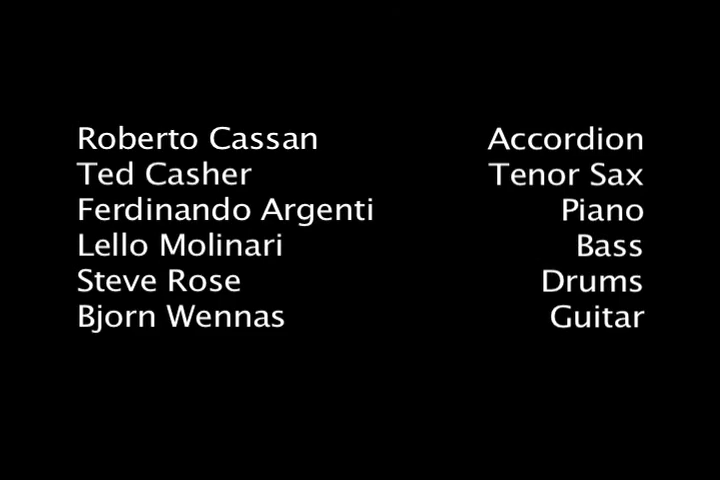 Roberto Cassan Accordion
Ted Casher Tenor Sax
Ferdinando Argenti Piano
Lello Molinari Bass
Steve Rose Drums
Bjorn Wennas Guitar